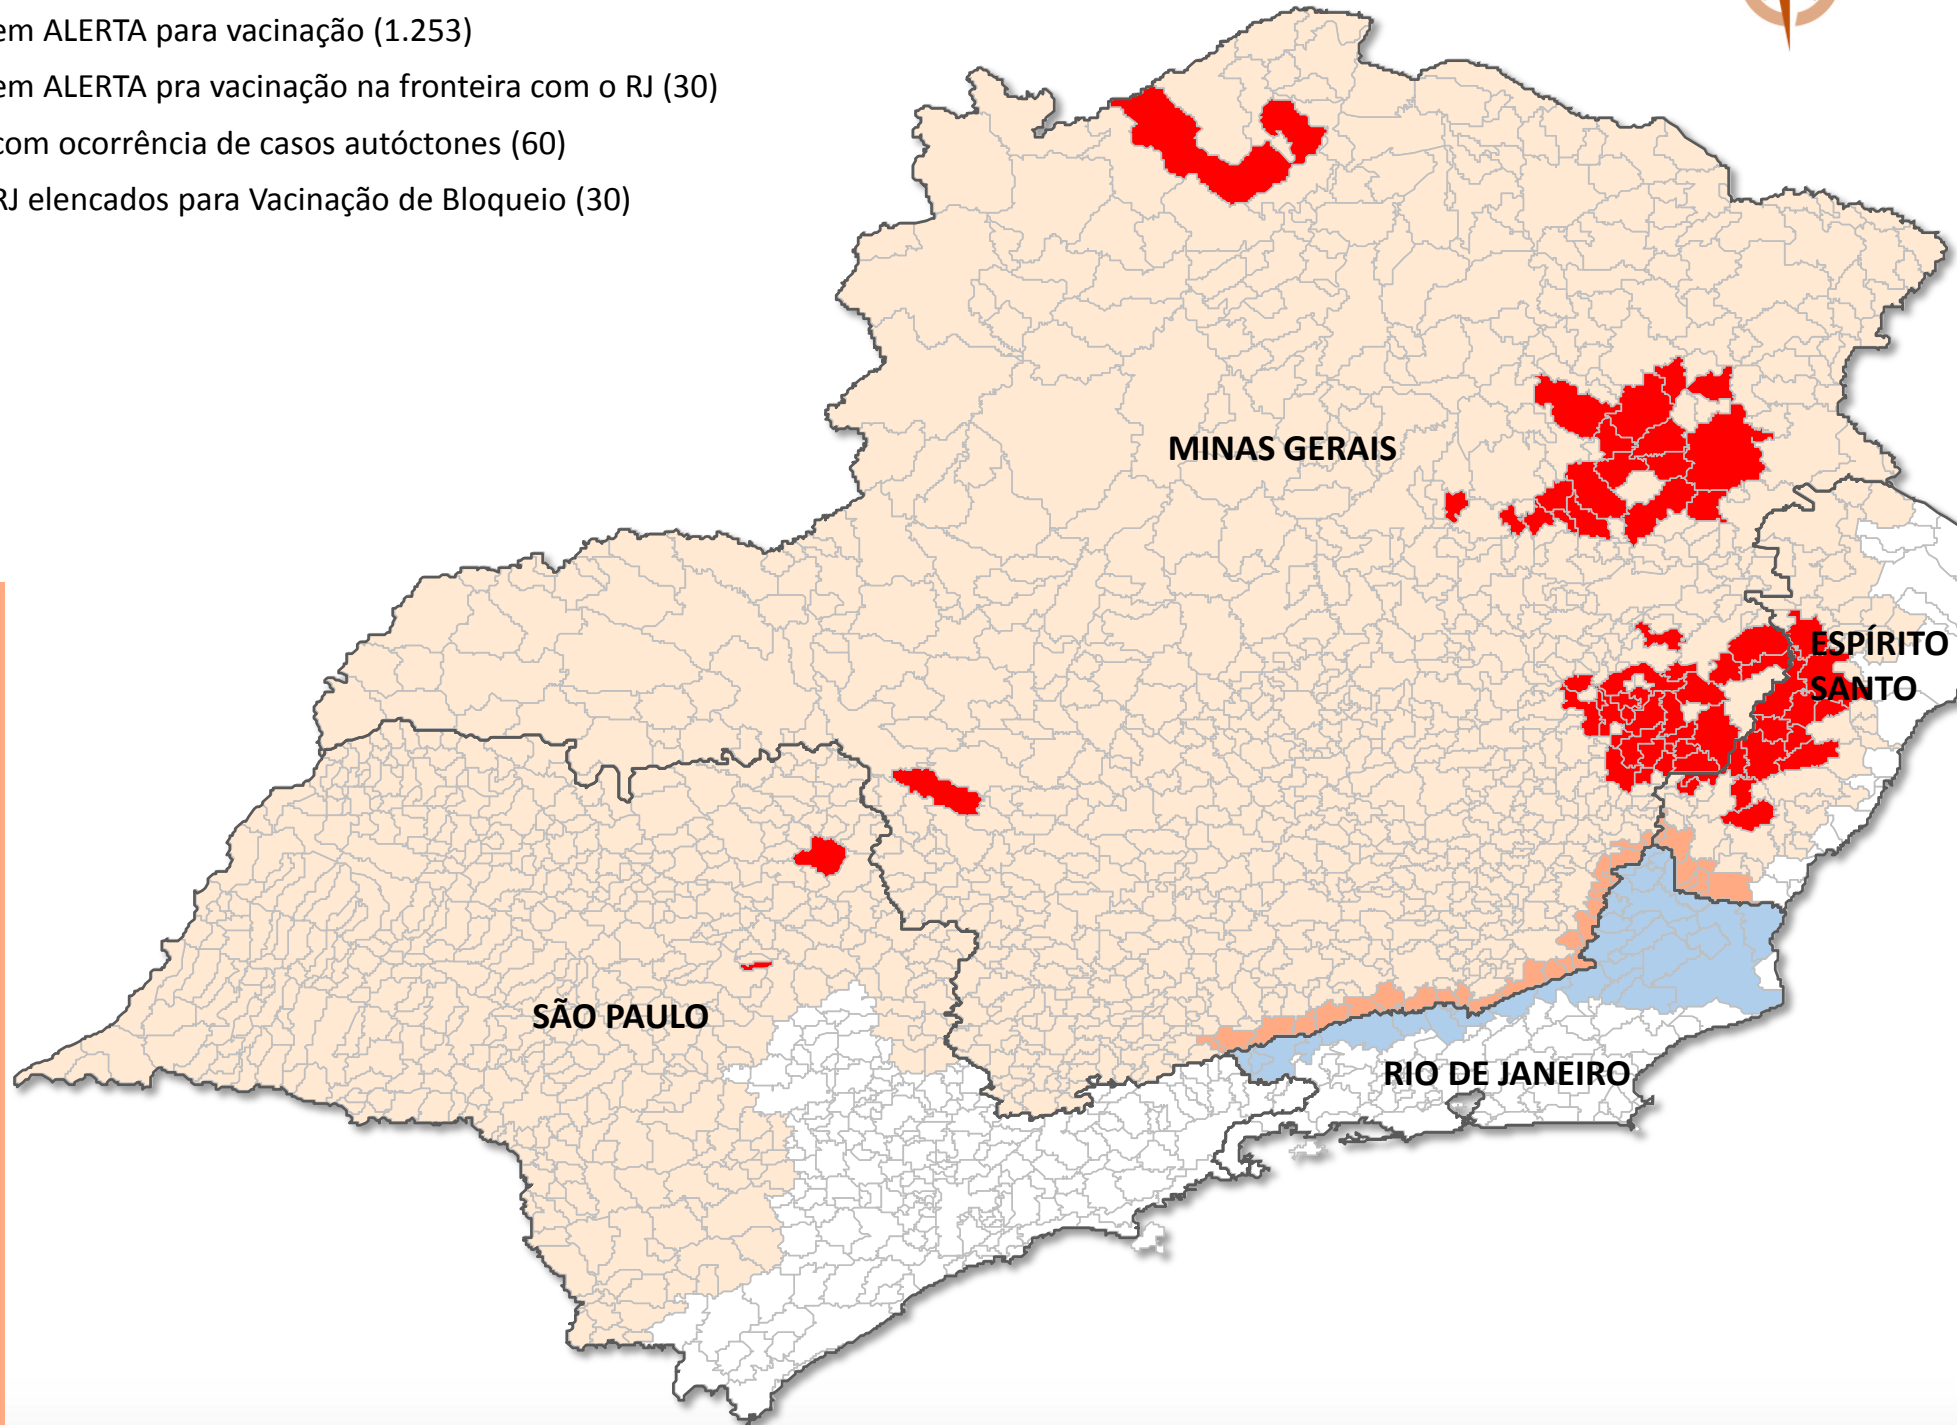 em ALERTA para vacinação (1.253)
em ALERTA pra vacinação na fronteira com o RJ (30)
com ocorrência de casos autóctones (60)
RJ elencados para Vacinação de Bloqueio (30)
MINAS GERAIS
ESPÍRITO
SANTO
SÃO PAULO
RIO DE JANEIRO